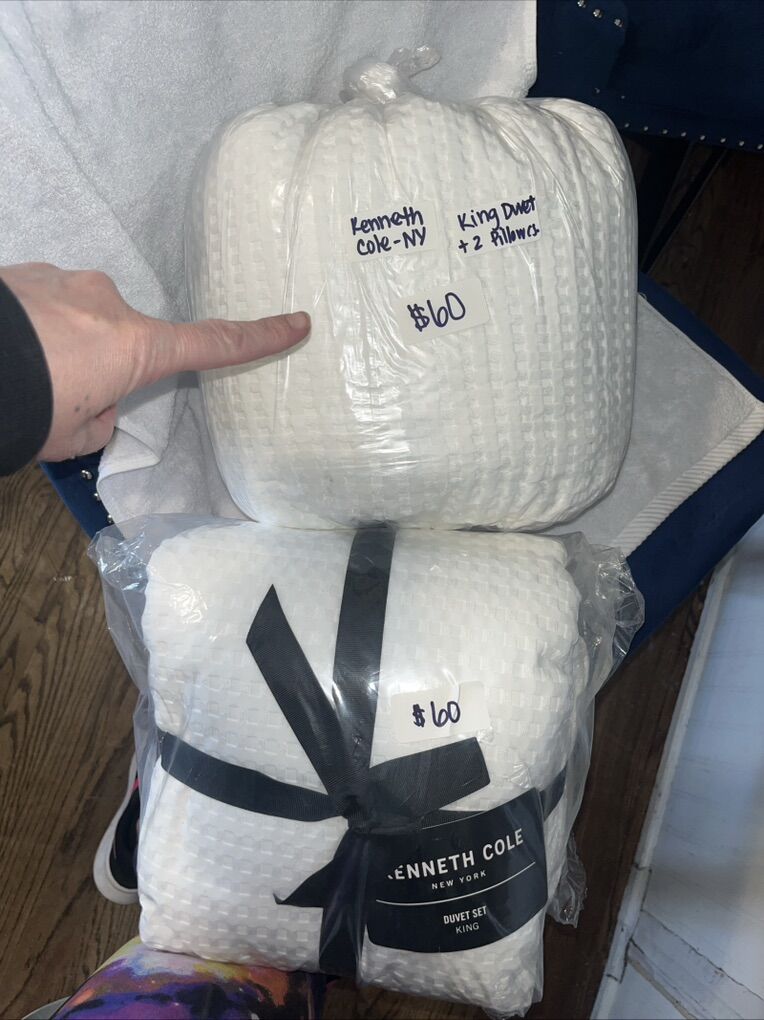 Kenneth
Cole-NY
King Duvet
+ 2 Pillows
$60
$60
KENNETH COLE
NEW YORK
DUVET SET
KING